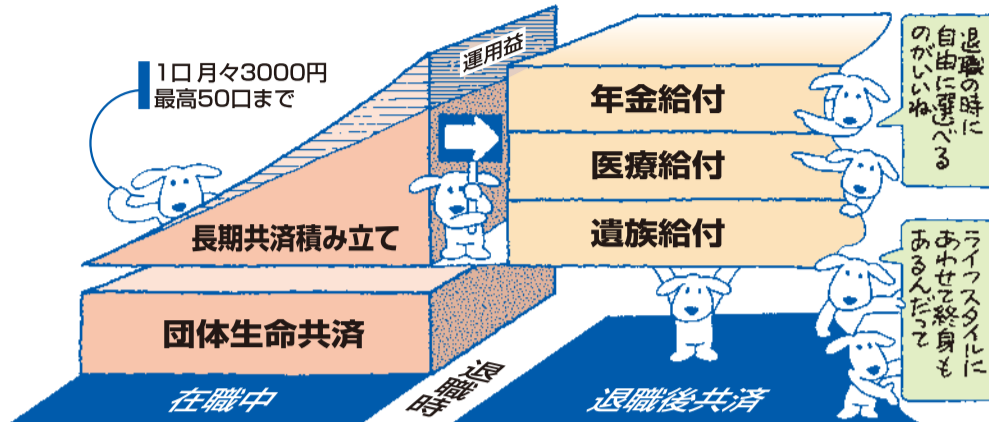 1口 月々3000円
最高50口まで
運用益
長期共済積み立て
団体生命共済
在職中
退職時
年金給付
医療給付
遺族給付
退職後共済
退職の時に
自由に選べる
のがいいね
ライフスタイルに
あわせて終身も
あるんだって